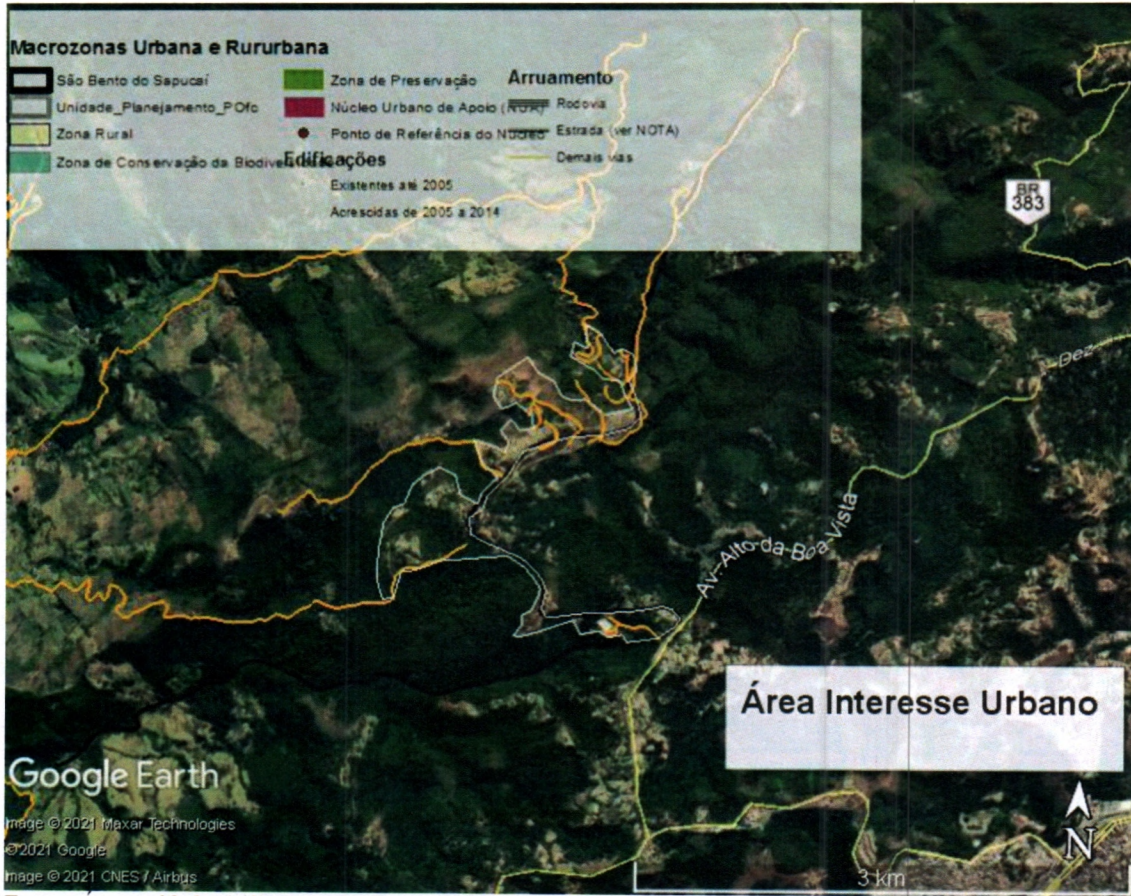 Macrozonas Urbana e Rururbana
São Bento do Sapucaí
Unidade_Planejamento_POfc
Zona Rural
Zona de Conservação da
Zona de Preservação
Núcleo Urbano de Apoio (NUA)
Ponto de Referência do Núcleo
Edificações
Existentes até 2005
Acrescidas de 2005 a 2014
Arruamento
Rodovia
Estrada (ver NOTA)
Demais vias
BR
383
Dez
Av. Alto da Boa Vista
Área Interesse Urbano
Google Earth
Image © 2021 Maxar Technologies
© 2021 Google
Image © 2021 CNES / Airbus
N
3 km